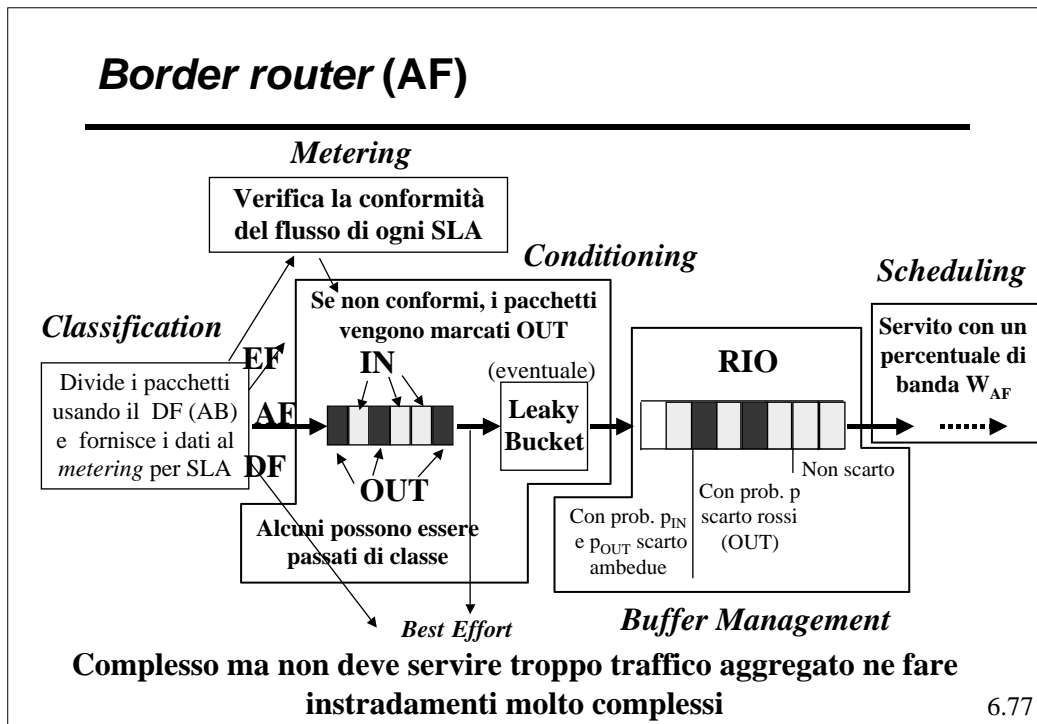 Border router (AF)
Metering
Verifica la conformità
del flusso di ogni SLA
Conditioning
Scheduling
Se non conformi, i pacchetti
vengono marcati OUT
Classification
EF
Divide i pacchetti
usando il DF (AB)
e fornisce i dati al
metering per SLA
AF
DF
IN
OUT
(eventuale)
Leaky
Bucket
Alcuni possono essere
passati di classe
RIO
Servito con un
percentuale di
banda W_AF
Non scarto
Con prob. p
scarto rossi
(OUT)
Con prob. p_IN
e p_OUT scarto
ambedue
Best Effort
Buffer Management
Complesso ma non deve servire troppo traffico aggregato ne fare
instradamenti molto complessi
6.77